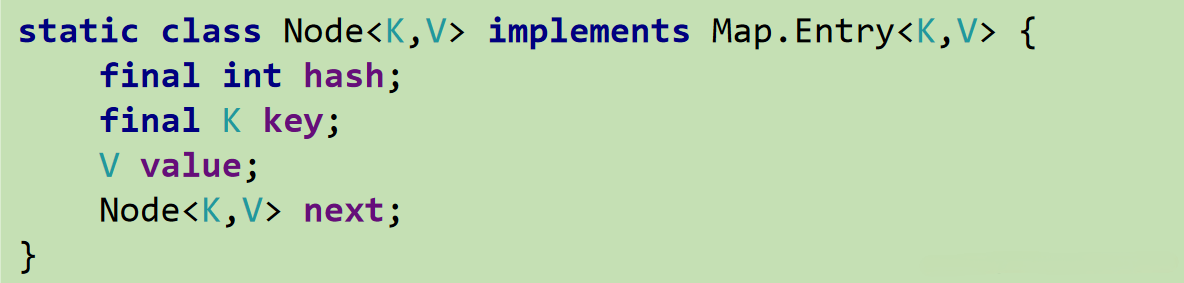 static class Node<K,V> implements Map.Entry<K,V> {
    final int hash;
    final K key;
    V value;
    Node<K,V> next;
}